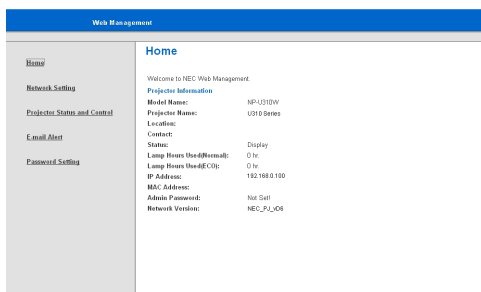 Web Management
Home
Home
Network Setting
Projector Status and Control
E-mail Alert
Password Setting
Welcome to NEC Web Management.
Projector Information
Model Name: NP-U310W
Projector Name: U310 Series
Location:
Contact:
Status: Display
Lamp Hours Used(Normal): 0 hr.
Lamp Hours Used(ECO): 0 hr.
IP Address: 192.168.0.100
MAC Address:
Admin Password: Not Set!
Network Version: NEC_PJ_vD6